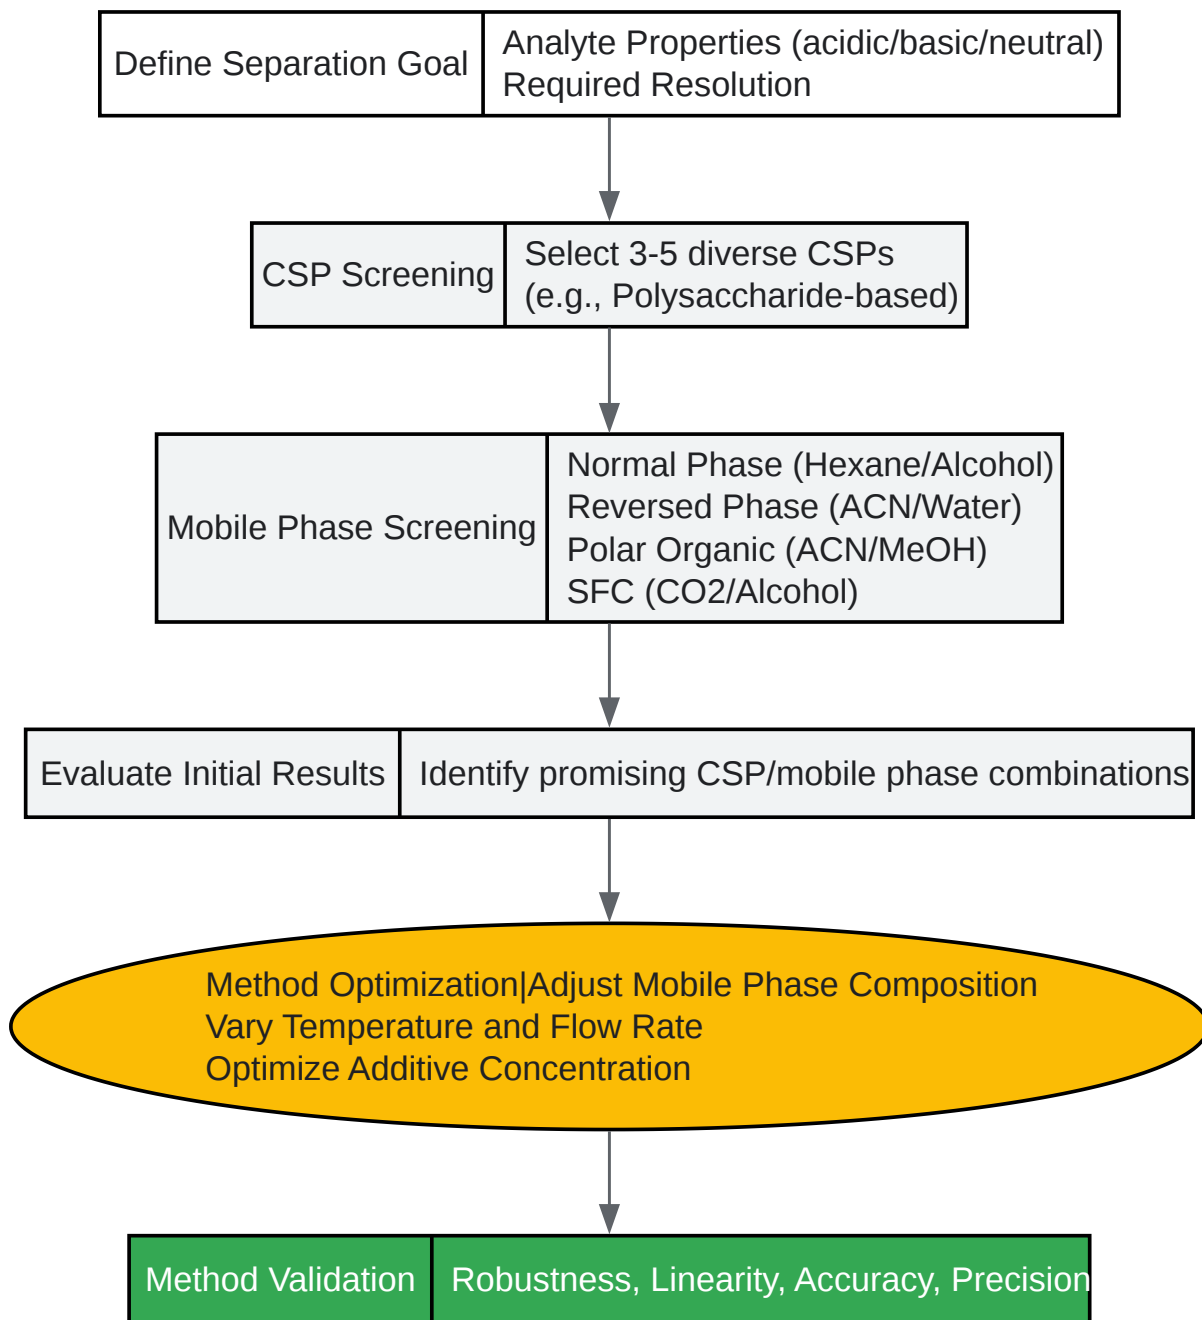 Define Separation Goal
Analyte Properties (acidic/basic/neutral)
Required Resolution
CSP Screening
Select 3-5 diverse CSPs
(e.g., Polysaccharide-based)
Mobile Phase Screening
Normal Phase (Hexane/Alcohol)
Reversed Phase (ACN/Water)
Polar Organic (ACN/MeOH)
SFC (CO2/Alcohol)
Evaluate Initial Results
Identify promising CSP/mobile phase combinations
Method Optimization|Adjust Mobile Phase Composition
Vary Temperature and Flow Rate
Optimize Additive Concentration
Method Validation
Robustness, Linearity, Accuracy, Precision